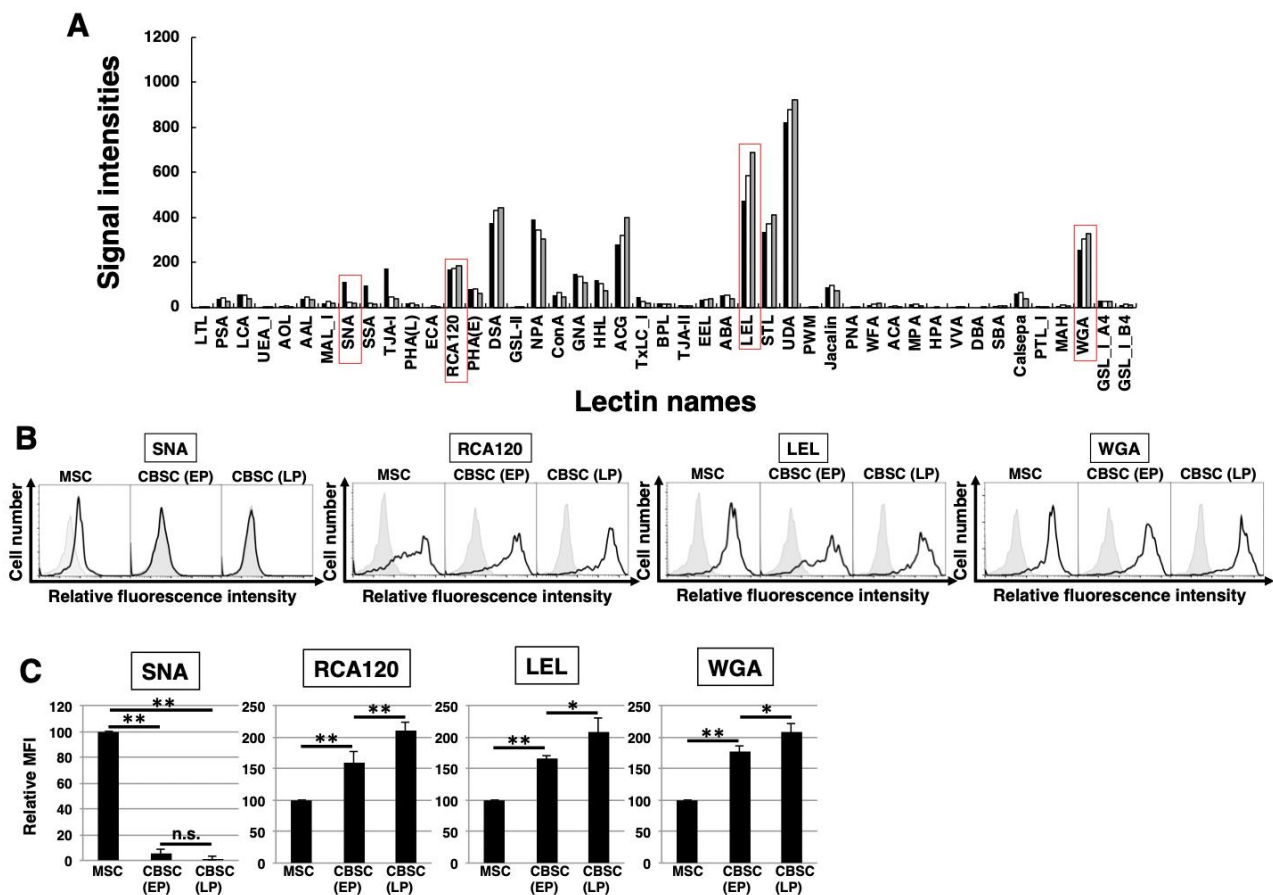 A
1200
1000
800
600
400
200
0
Signal intensities
LTL
PSA
LCA
UEA_I
AOL
AAL
MAL_I
SNA
SSA
TJA-I
PHA(L)
ECA
RCA120
PHA(E)
DSA
GSL-II
NPA
ConA
GNA
HHL
ACG
TxLC_I
BPL
TJA-II
EEL
ABA
LEL
STL
UDA
PWM
Jacalin
PNA
WFA
ACA
MPA
HPA
VVA
DBA
SBA
Calsepa
PTL_I
MAH
WGA
GSL_I_A4
GSL_I_B4
Lectin names
B
SNA
MSC CBSC (EP) CBSC (LP)
Cell number
Relative fluorescence intensity
RCA120
MSC CBSC (EP) CBSC (LP)
Cell number
Relative fluorescence intensity
LEL
MSC CBSC (EP) CBSC (LP)
Cell number
Relative fluorescence intensity
WGA
MSC CBSC (EP) CBSC (LP)
Cell number
Relative fluorescence intensity
C
SNA
Relative MFI
120
100
80
60
40
20
0
**
**
n.s.
MSC CBSC CBSC
(EP) (LP)
RCA120
250
200
150
100
50
0
**
**
MSC CBSC CBSC
(EP) (LP)
LEL
250
200
150
100
50
0
*
**
MSC CBSC CBSC
(EP) (LP)
WGA
250
200
150
100
50
0
*
**
MSC CBSC CBSC
(EP) (LP)